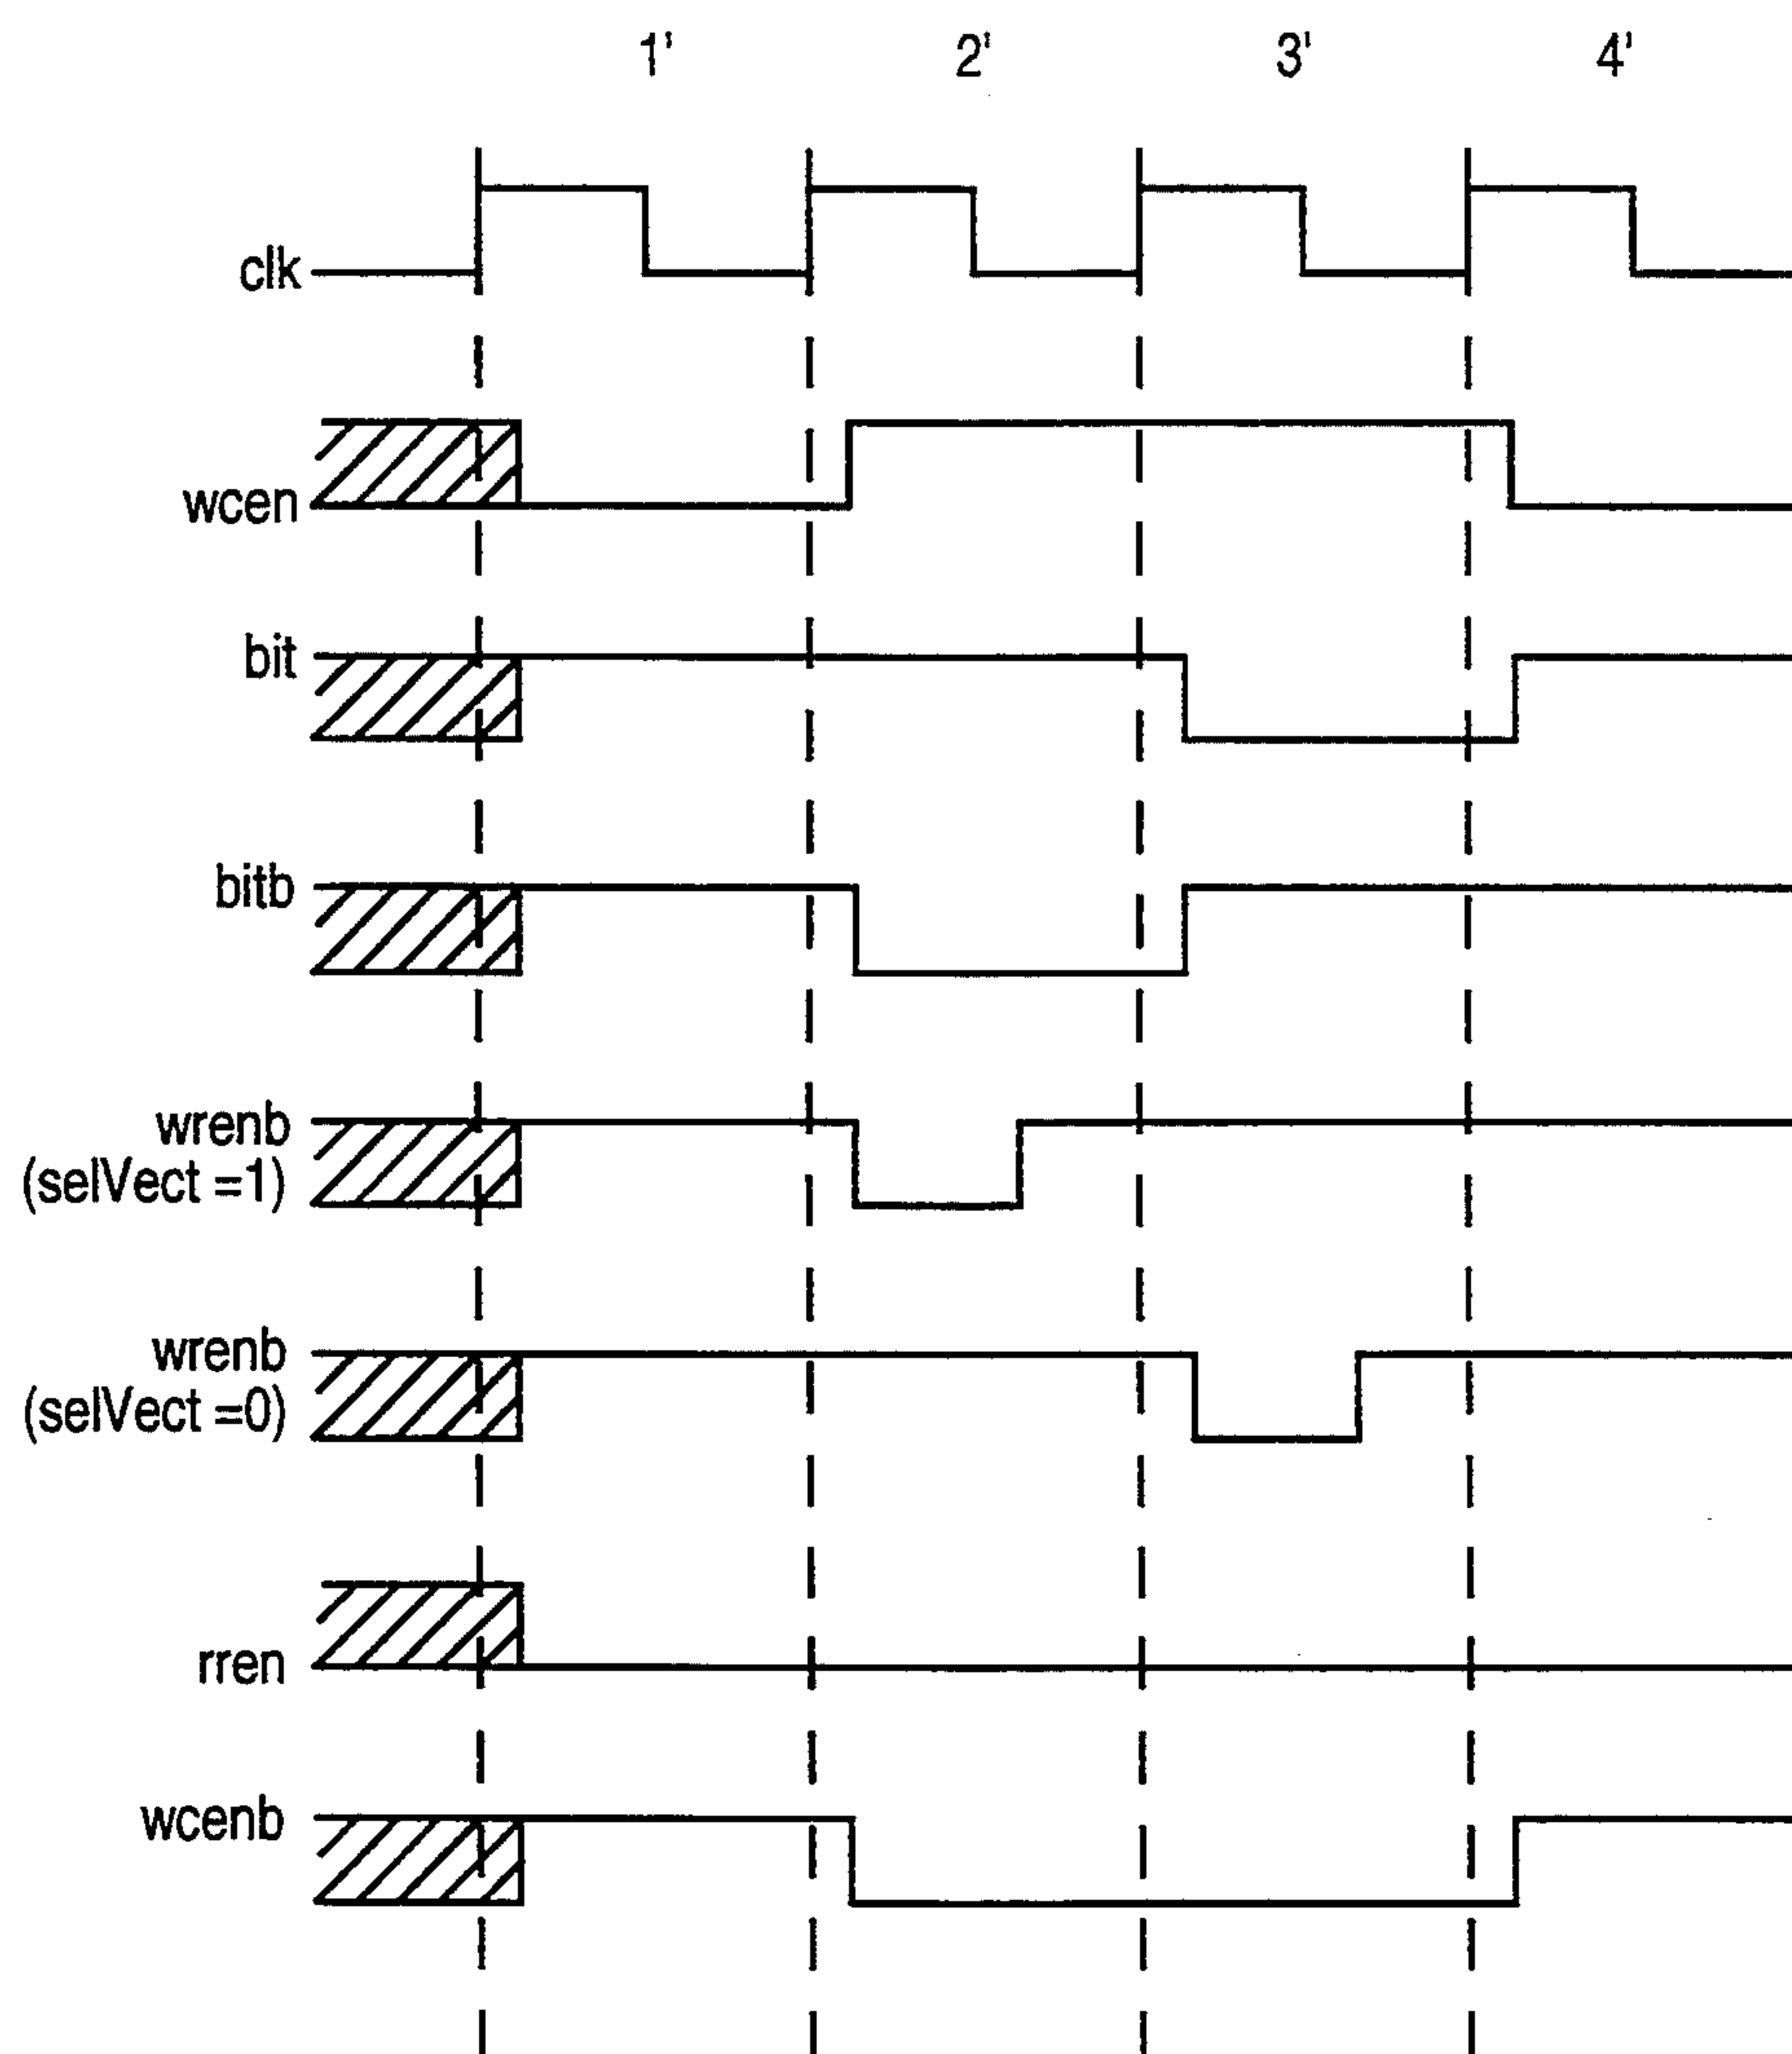 1' 2' 3' 4'
clk
wcen
bit
bitb
wrenb
(selVect =1)
wrenb
(selVect =0)
rren
wcenb